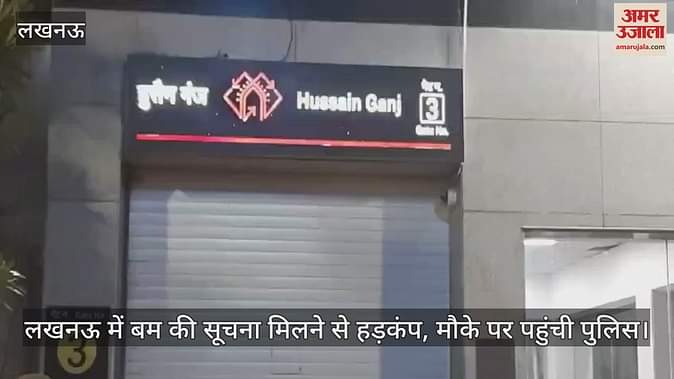 लखनऊ
अमर
उजाला
amarujala.com
हुसैन गंज
Hussain Ganj
गेट नं.
3
Gate No.
लखनऊ में बम की सूचना मिलने से हड़कंप, मौके पर पहुंची पुलिस।
3